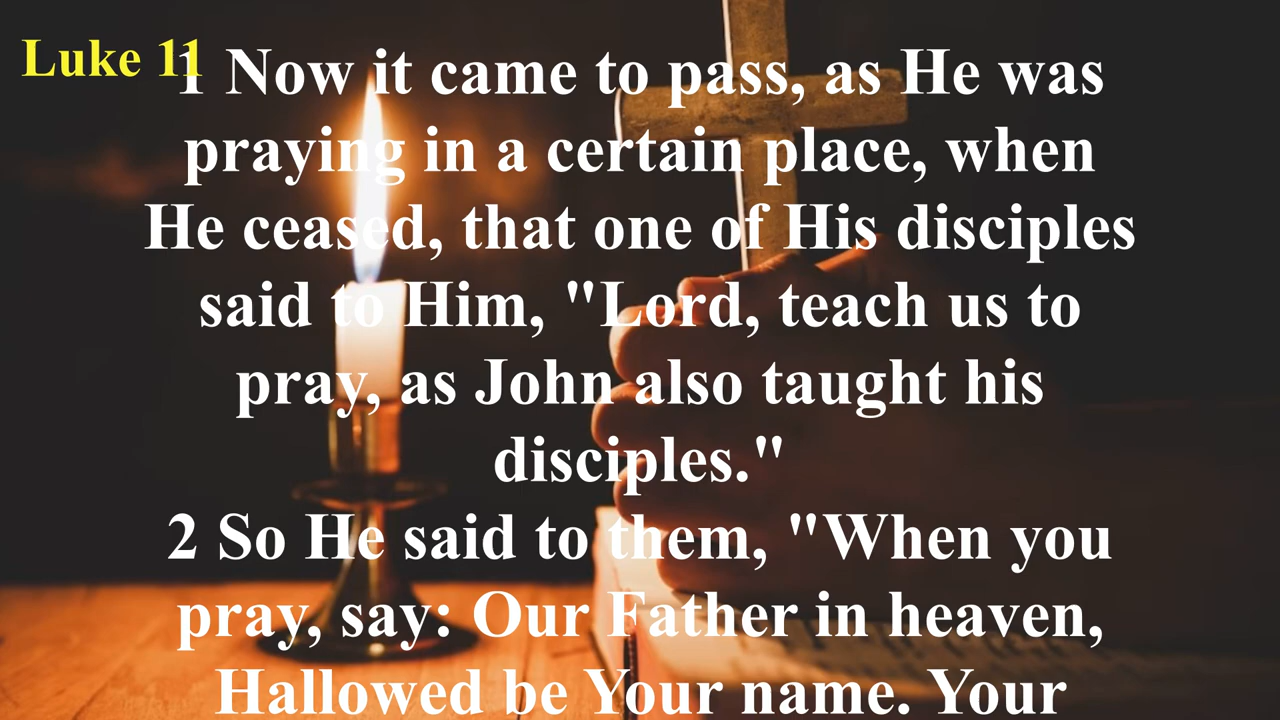 Luke 11
1 Now it came to pass, as He was
praying in a certain place, when
He ceased, that one of His disciples
said to Him, "Lord, teach us to
pray, as John also taught his
disciples."
2 So He said to them, "When you
pray, say: Our Father in heaven,
Hallowed be Your name. Your